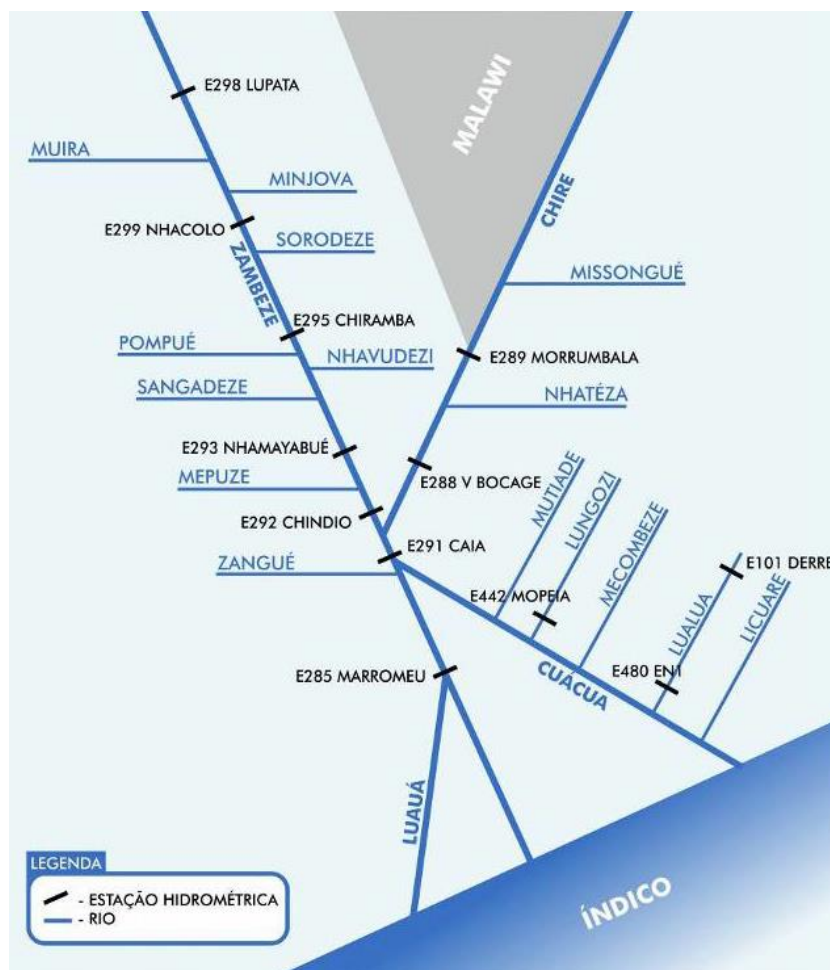 E298 LUPATA
MALAWI
MUIRA
MINJOVA
CHIRE
E299 NHACOLO
SORODEZE
ZAMBEZE
MISSONGUÉ
E295 CHIRAMBA
POMPUÉ
NHAVUDEZI
E289 MORRUMBALA
SANGADEZE
NHATÉZA
E293 NHAMAYABUÉ
MEPUZE
E288 V BOCAGE
MUTIADE
LUNGOZI
MECOMBEZE
E292 CHINDIO
E291 CAIA
ZANGUÉ
E101 DERRE
E442 MOPEIA
LUALUA
LICUARE
E285 MARROMEU
E480 EN1
CUÁCUA
LUAUÁ
LEGENDA
- ESTAÇÃO HIDROMÉTRICA
- RIO
ÍNDICO